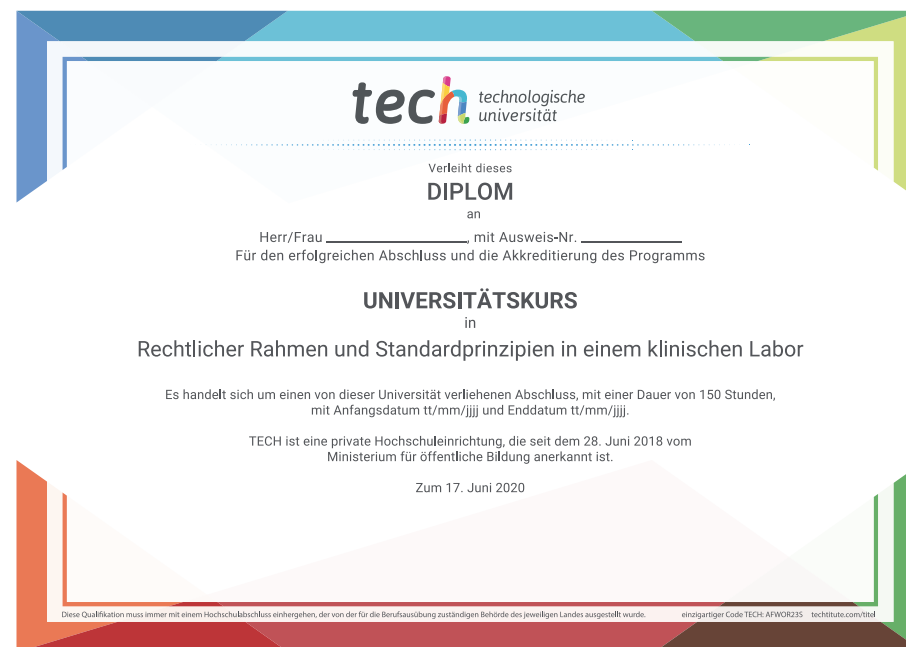 tech technologische
universität
Verleiht dieses
DIPLOM
an
Herr/Frau ____________________, mit Ausweis-Nr. ______________
Für den erfolgreichen Abschluss und die Akkreditierung des Programms
UNIVERSITÄTSKURS
in
Rechtlicher Rahmen und Standardprinzipien in einem klinischen Labor
Es handelt sich um einen von dieser Universität verliehenen Abschluss, mit einer Dauer von 150 Stunden,
mit Anfangsdatum tt/mm/jjjj und Enddatum tt/mm/jjjj.
TECH ist eine private Hochschuleinrichtung, die seit dem 28. Juni 2018 vom
Ministerium für öffentliche Bildung anerkannt ist.
Zum 17. Juni 2020
Diese Qualifikation muss immer mit einem Hochschulabschluss einhergehen, der von der für die Berufsausübung zuständigen Behörde des jeweiligen Landes ausgestellt wurde. einzigartiger Code TECH: AFWOR23S techtitute.com/titel